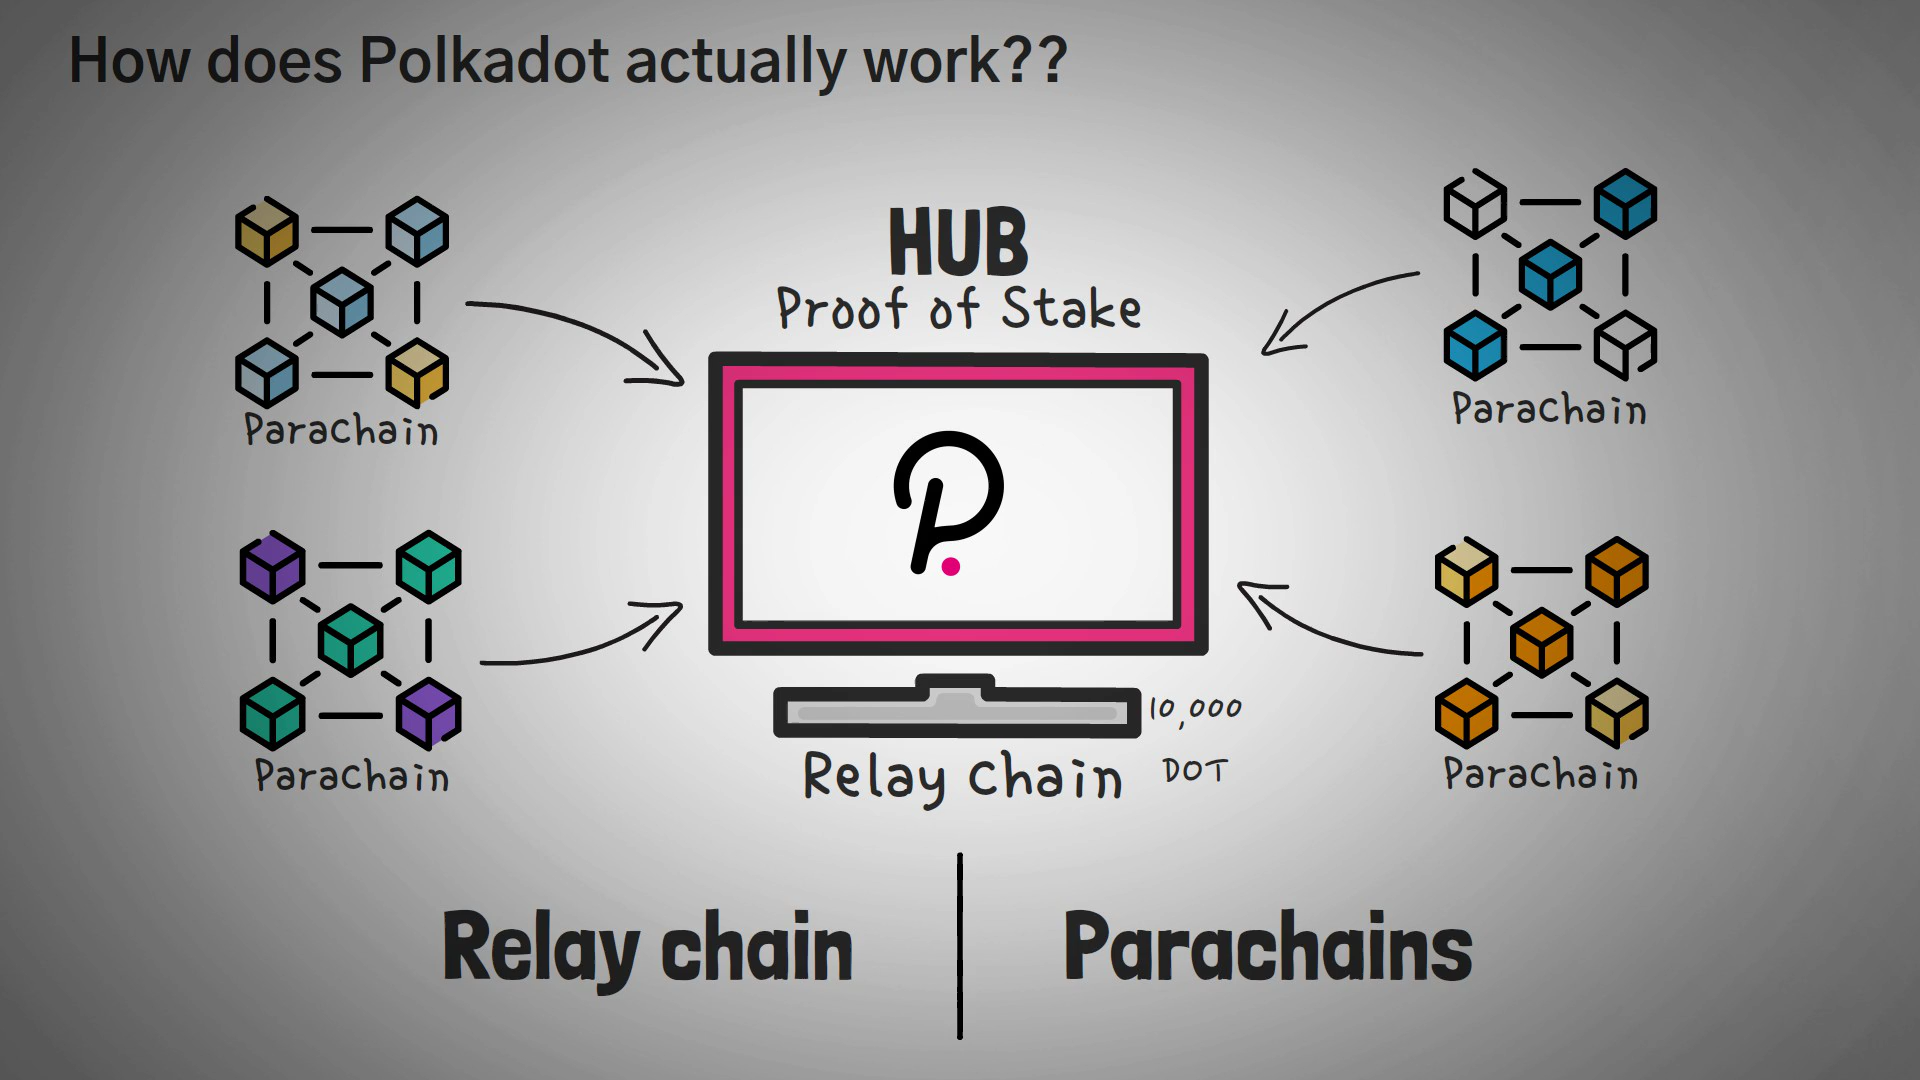 How does Polkadot actually work??
HUB
Proof of Stake
Parachain
Parachain
Parachain
Parachain
10,000
DOT
Relay chain
Relay chain
Parachains